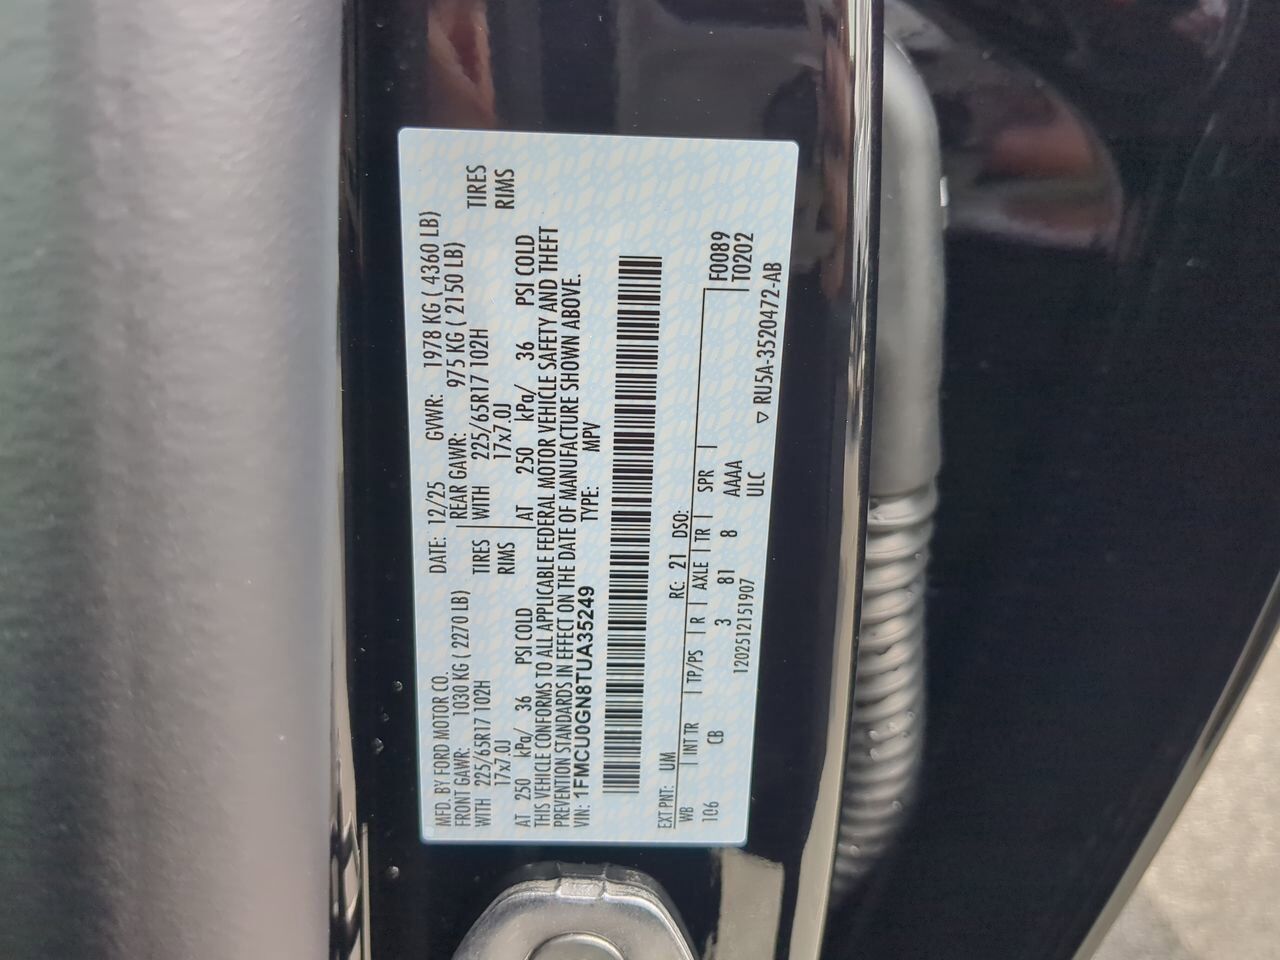 MFD. BY FORD MOTOR CO. DATE: 12/25 GVWR: 1978 KG ( 4360 LB)
FRONT GAWR: 1030 KG ( 2270 LB) REAR GAWR: 975 KG ( 2150 LB)
WITH 225/65R17 102H TIRES WITH 225/65R17 102H TIRES
17x7.0J RIMS 17x7.0J RIMS
AT 250 kPa/ 36 PSI COLD AT 250 kPa/ 36 PSI COLD
THIS VEHICLE CONFORMS TO ALL APPLICABLE FEDERAL MOTOR VEHICLE SAFETY AND THEFT
PREVENTION STANDARDS IN EFFECT ON THE DATE OF MANUFACTURE SHOWN ABOVE.
VIN: 1FMCU0GN8TUA35249 TYPE: MPV
EXT PNT: UM RC: 21 DSO:
WB INT TR TP/PS R AXLE TR SPR F0089
106 CB 3 81 8 AAAA T0202
1202512151907 ULC
▽ RU5A-3520472-AB